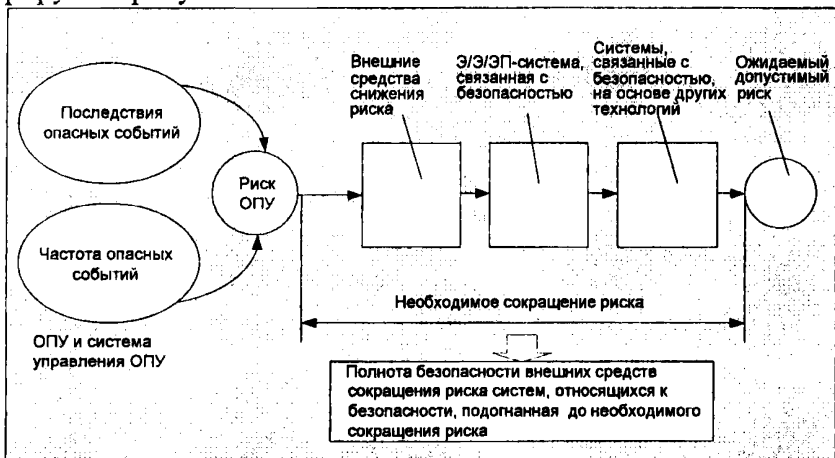 Последствия
опасных событий
Частота опасных
событий
ОПУ и система
управления ОПУ
Риск
ОПУ
Внешние
средства
снижения
риска
Э/Э/ЭП-система,
связанная с
безопасностью
Системы,
связанные с
безопасностью,
на основе других
технологий
Ожидаемый
допустимый
риск
Необходимое сокращение риска
Полнота безопасности внешних средств
сокращения риска систем, относящихся к
безопасности, подогнанная до необходимого
сокращения риска